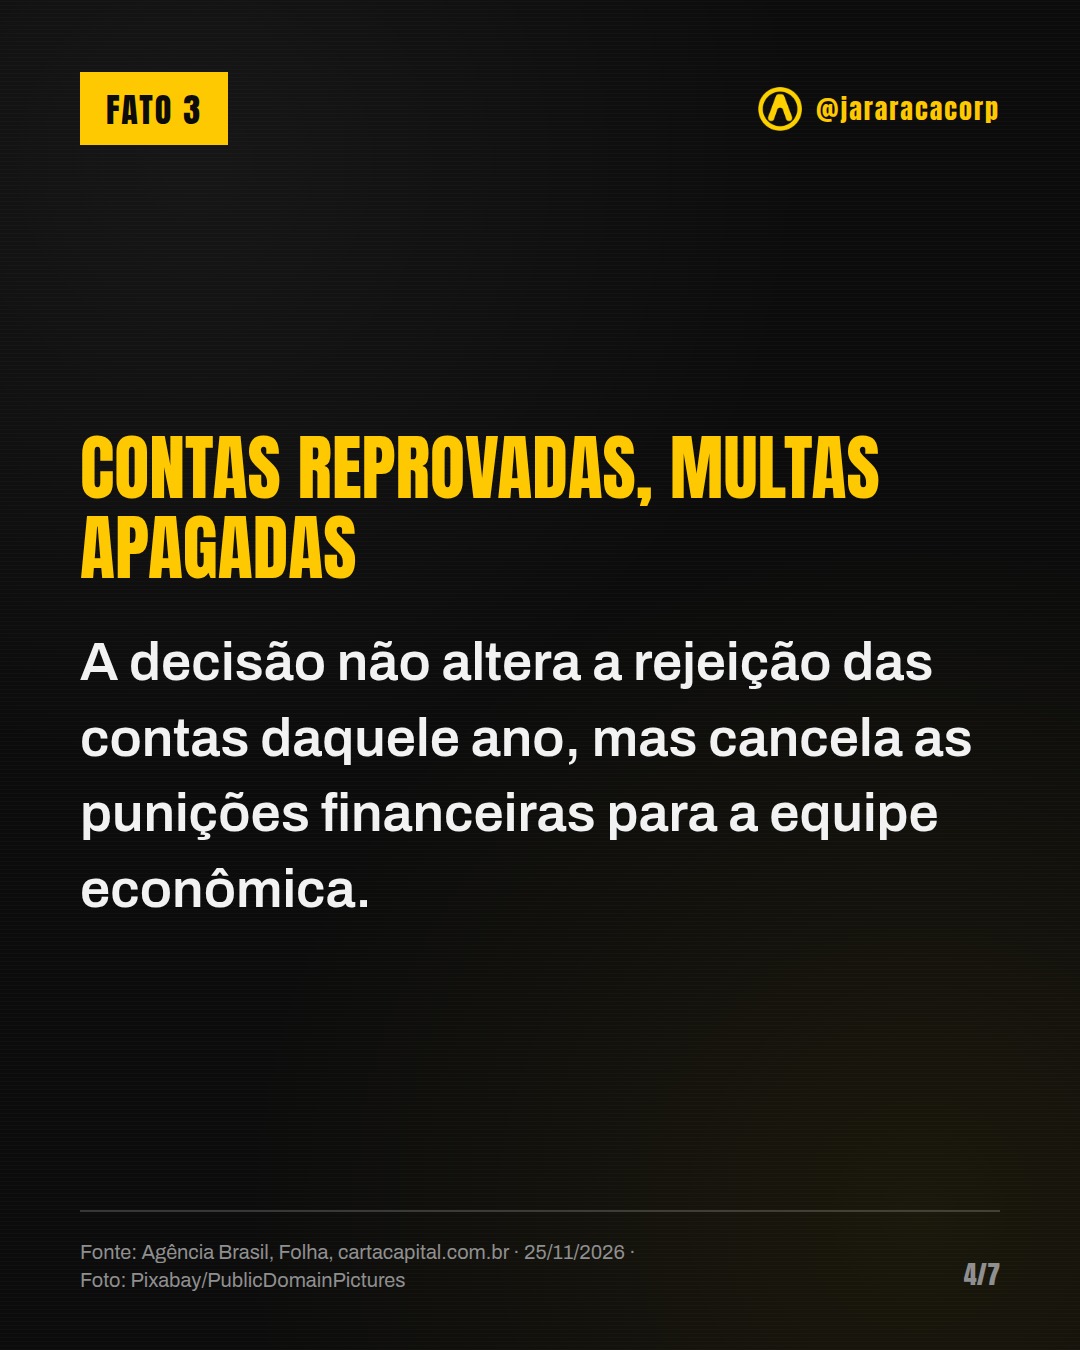 FATO 3
@jararacacorp
CONTAS REPROVADAS, MULTAS
APAGADAS
A decisão não altera a rejeição das
contas daquele ano, mas cancela as
punições financeiras para a equipe
econômica.
Fonte: Agência Brasil, Folha, cartacapital.com.br · 25/11/2026 ·
Foto: Pixabay/PublicDomainPictures
4/7